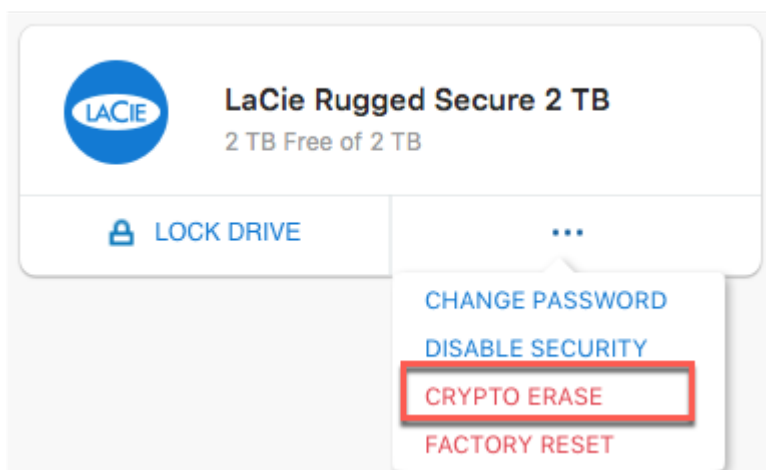 LACIE
LaCie Rugged Secure 2 TB
2 TB Free of 2 TB
LOCK DRIVE
...
CHANGE PASSWORD
DISABLE SECURITY
CRYPTO ERASE
FACTORY RESET